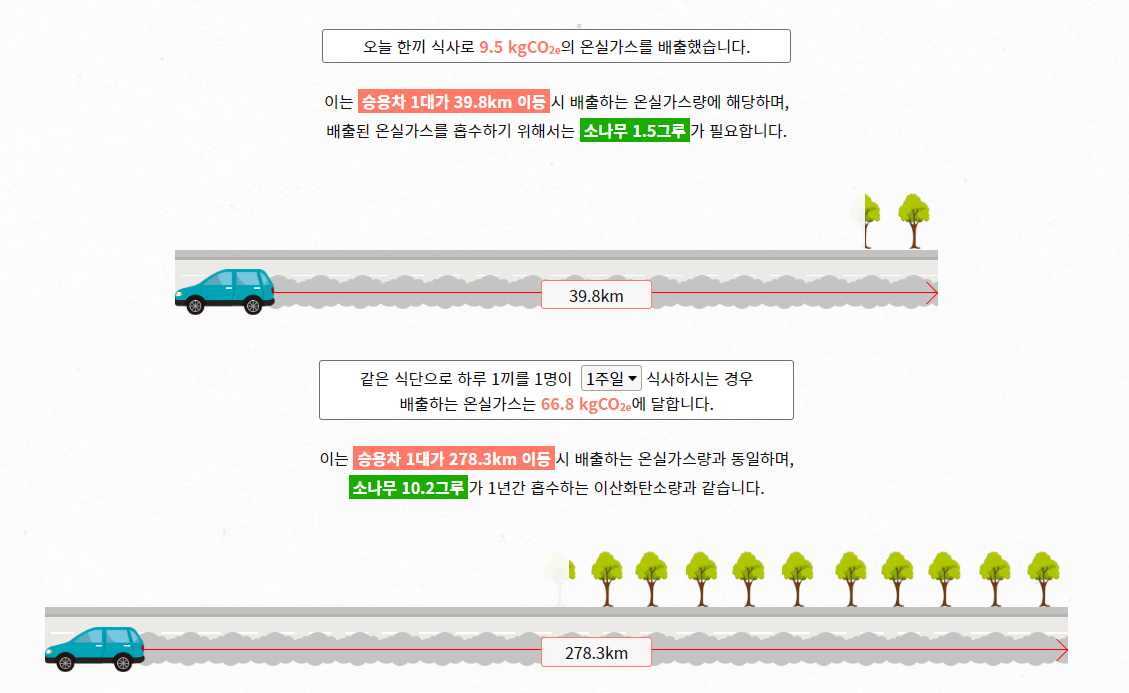 오늘 한끼 식사로 9.5 kgCO₂e의 온실가스를 배출했습니다.
이는 승용차 1대가 39.8km 이동시 배출하는 온실가스량에 해당하며,
배출된 온실가스를 흡수하기 위해서는 소나무 1.5그루가 필요합니다.
39.8km
같은 식단으로 하루 1끼를 1명이 1주일 식사하시는 경우
배출하는 온실가스는 66.8 kgCO₂e에 달합니다.
이는 승용차 1대가 278.3km 이동시 배출하는 온실가스량과 동일하며,
소나무 10.2그루가 1년간 흡수하는 이산화탄소량과 같습니다.
278.3km